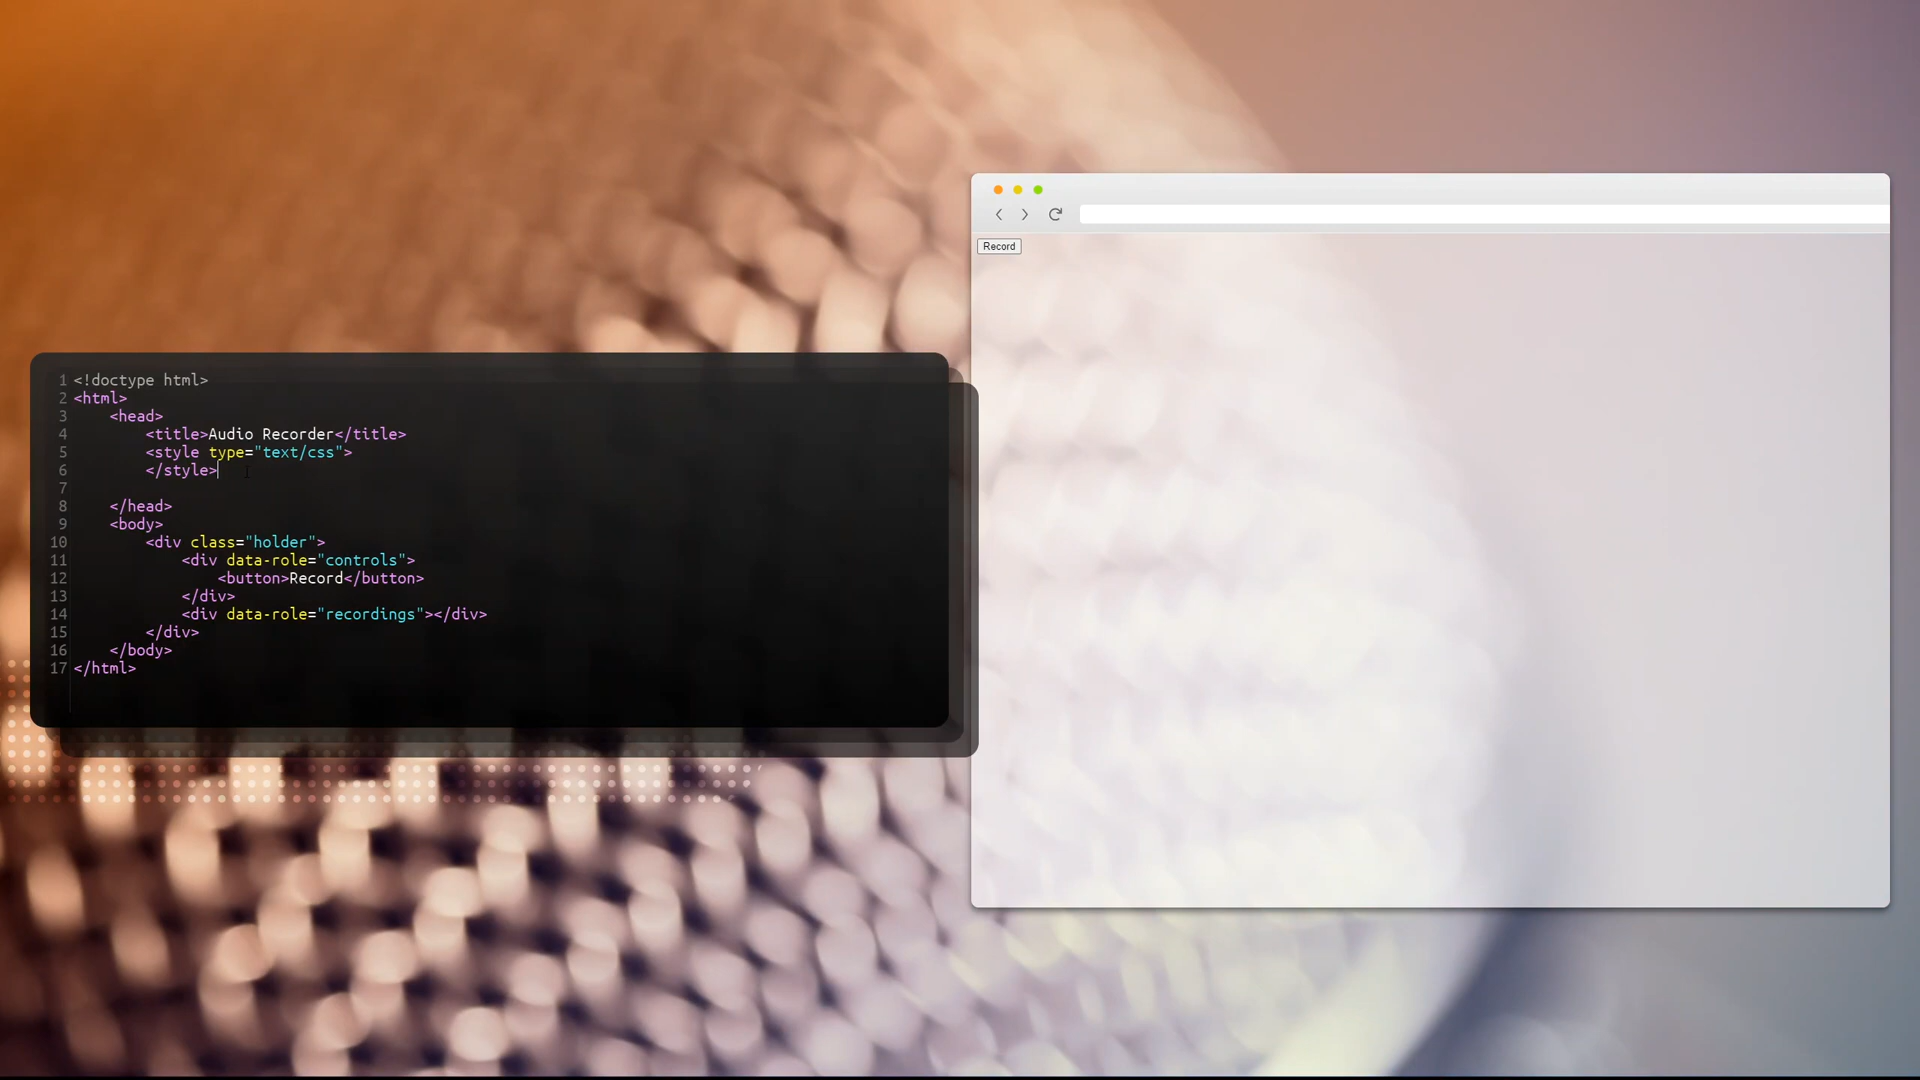 1 <!doctype html>
2 <html>
3 <head>
4 <title>Audio Recorder</title>
5 <style type="text/css">
6 </style>
7
8 </head>
9 <body>
10 <div class="holder">
11 <div data-role="controls">
12 <button>Record</button>
13 </div>
14 <div data-role="recordings"></div>
15 </div>
16 </body>
17 </html>
Record